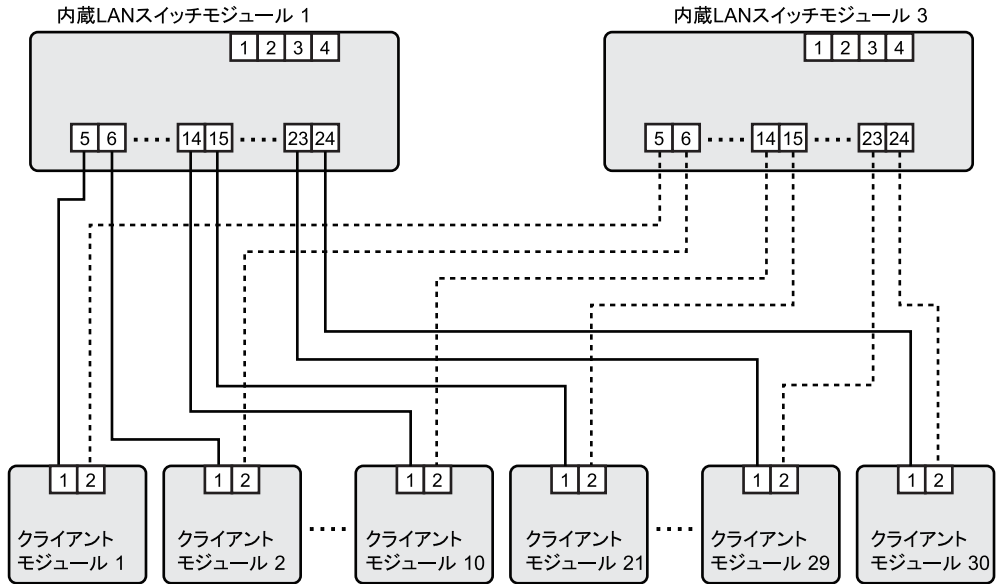 内蔵LANスイッチモジュール 1
内蔵LANスイッチモジュール 3
1 2 3 4
1 2 3 4
5 6 ····· 14 15 ····· 23 24
5 6 ····· 14 15 ····· 23 24
1 2
1 2
1 2
1 2
1 2
1 2
クライアント
モジュール 1
クライアント
モジュール 2
·····
クライアント
モジュール 10
クライアント
モジュール 21
·····
クライアント
モジュール 29
クライアント
モジュール 30